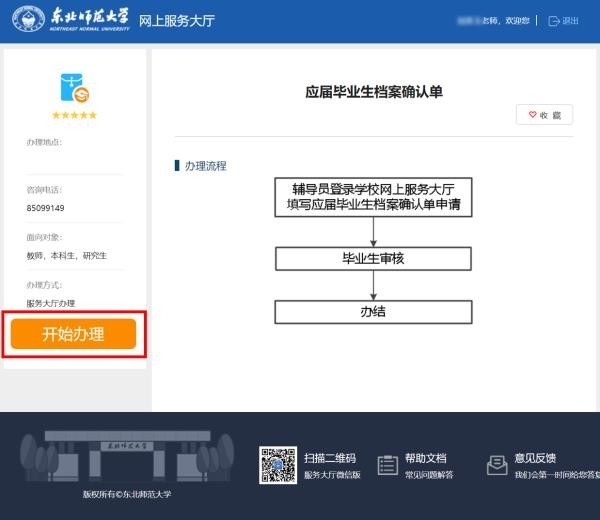 东北师范大学
NORTHEAST NORMAL UNIVERSITY
网上服务大厅
老师，欢迎您
退出
应届毕业生档案确认单
收 藏
办理地点：
咨询电话：
85099149
面向对象：
教师，本科生，研究生
办理方式：
服务大厅办理
开始办理
办理流程
辅导员登录学校网上服务大厅
填写应届毕业生档案确认单申请
毕业生审核
办结
东北师范大学
版权所有©东北师范大学
扫描二维码
服务大厅微信版
帮助文档
常见问题解答
意见反馈
我们会第一时间给您答复